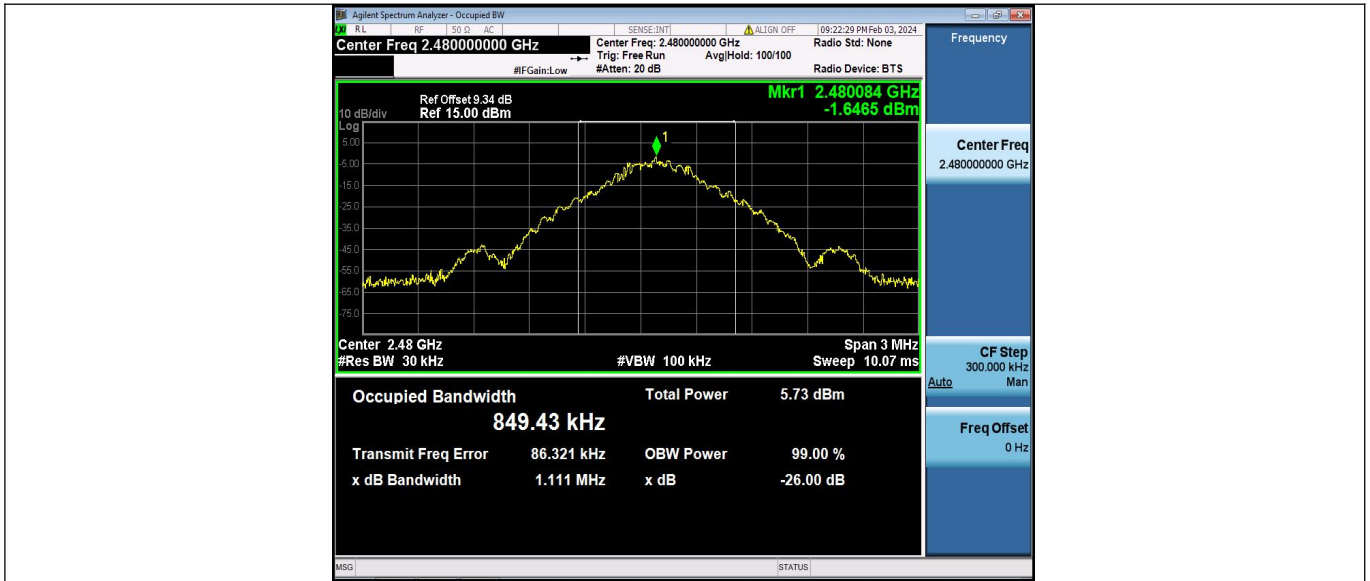 Agilent Spectrum Analyzer - Occupied BW
LXI RL RF 50 Ω AC SENSE:INT ALIGN OFF 09:22:29 PM Feb 03, 2024
Center Freq 2.480000000 GHz
Center Freq: 2.480000000 GHz Radio Std: None
Trig: Free Run Avg|Hold: 100/100
#IFGain:Low #Atten: 20 dB Radio Device: BTS
Frequency
Mkr1 2.480084 GHz
-1.6465 dBm
Ref Offset 9.34 dB
10 dB/div Ref 15.00 dBm
Log
1
5.00
-5.00
-15.0
-25.0
-35.0
-45.0
-55.0
-65.0
-75.0
Center 2.48 GHz Span 3 MHz
#Res BW 30 kHz #VBW 100 kHz Sweep 10.07 ms
Occupied Bandwidth Total Power 5.73 dBm
849.43 kHz
Transmit Freq Error 86.321 kHz OBW Power 99.00 %
x dB Bandwidth 1.111 MHz x dB -26.00 dB
Center Freq
2.480000000 GHz
CF Step
300.000 kHz
Auto Man
Freq Offset
0 Hz
MSG STATUS